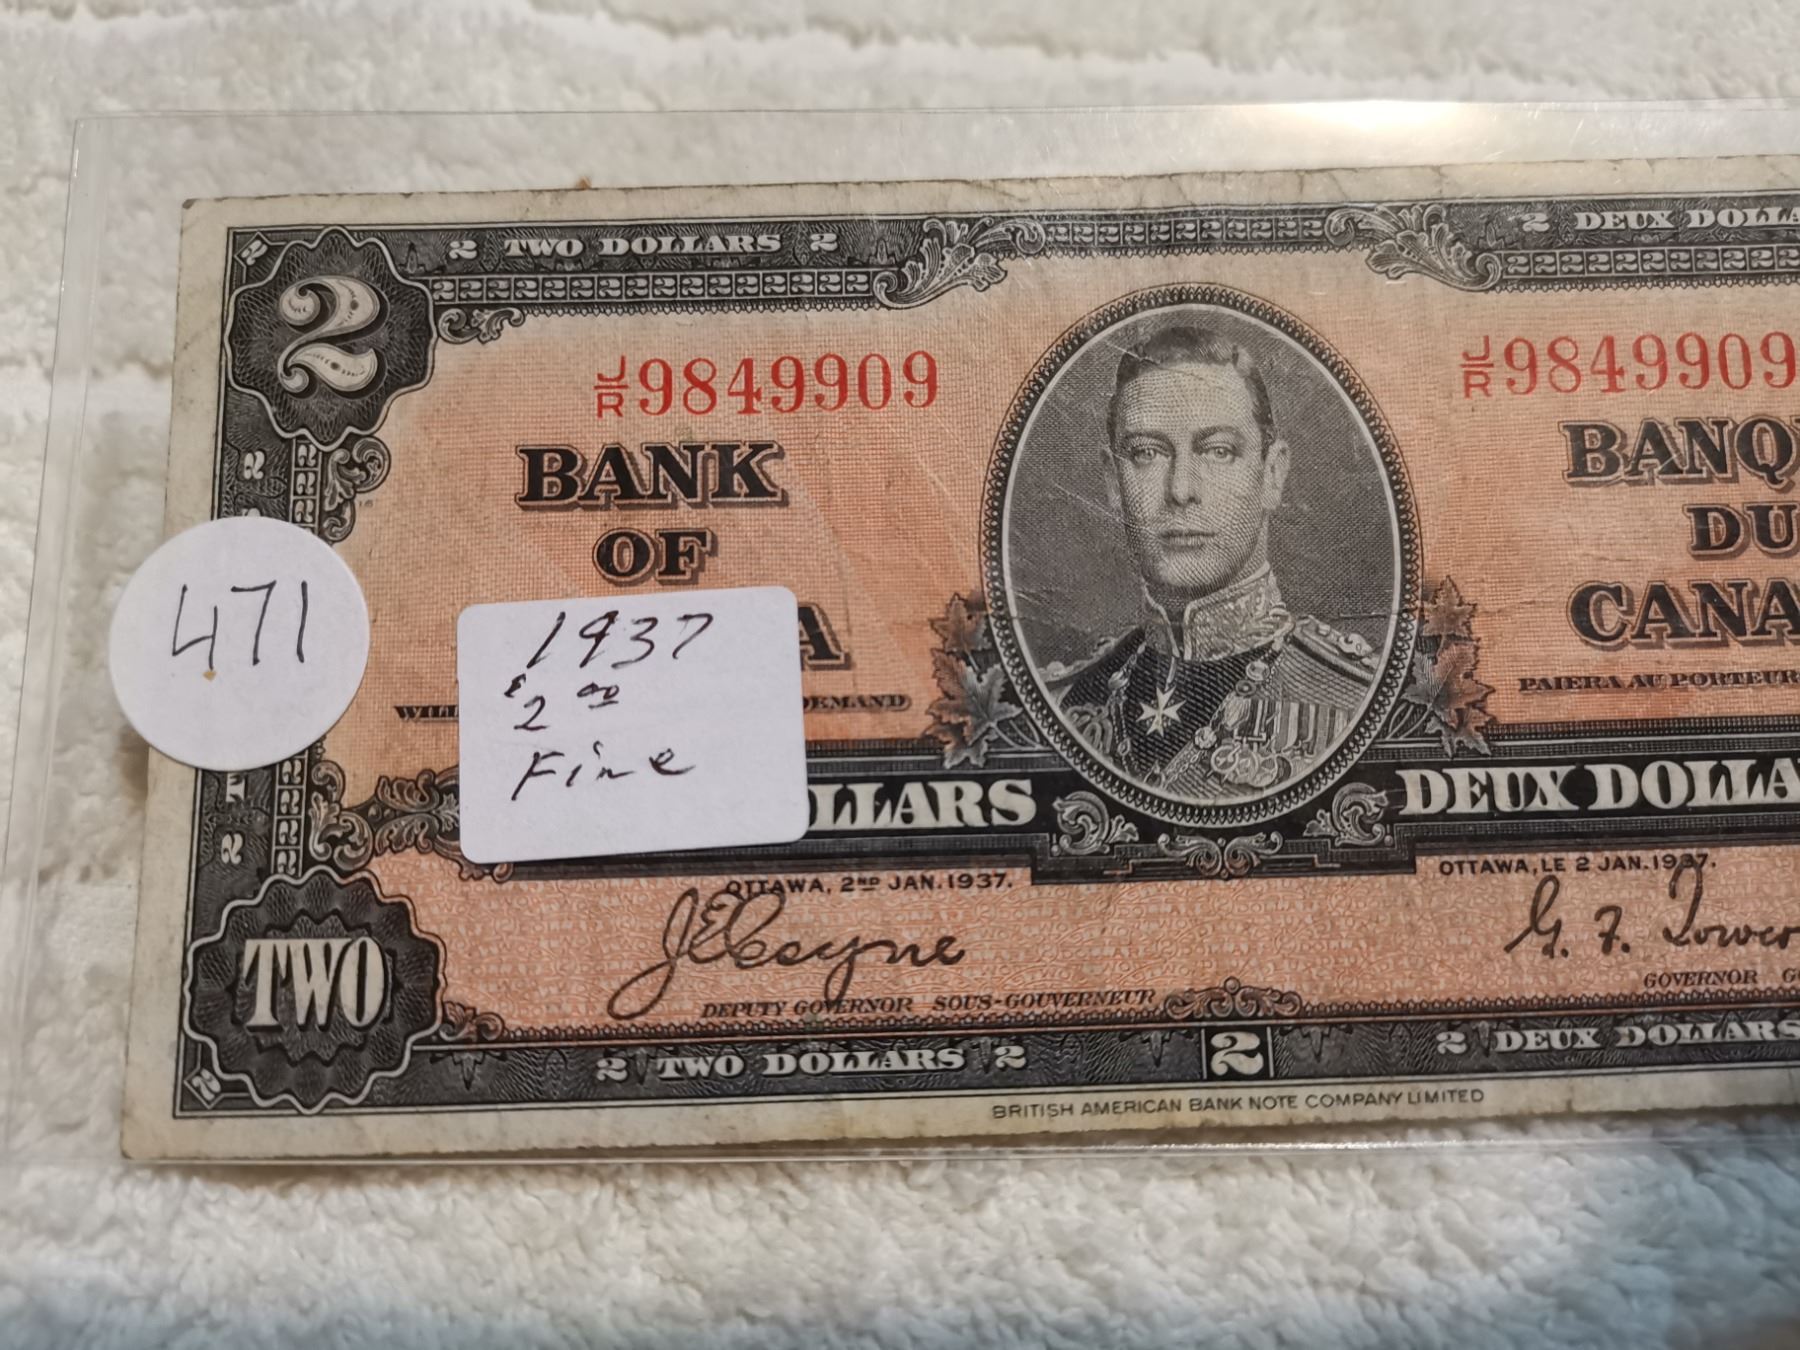 2 TWO DOLLARS 2
2222222222222
2 DEUX DOLLA
2
J/R 9849909
J/R 9849909
BANK
OF
A
BANQ
DU
CANA
471
1937
$2.00
Fine
WILL
DEMAND
PAIERA AU PORTEUR
LLARS
DEUX DOLLA
OTTAWA, 2ND JAN. 1937.
OTTAWA, LE 2 JAN. 1937.
J E Coyne
G. F. Tower
DEPUTY GOVERNOR SOUS-GOUVERNEUR
GOVERNOR G
TWO
2 TWO DOLLARS 2
2
2 DEUX DOLLARS
BRITISH AMERICAN BANK NOTE COMPANY LIMITED